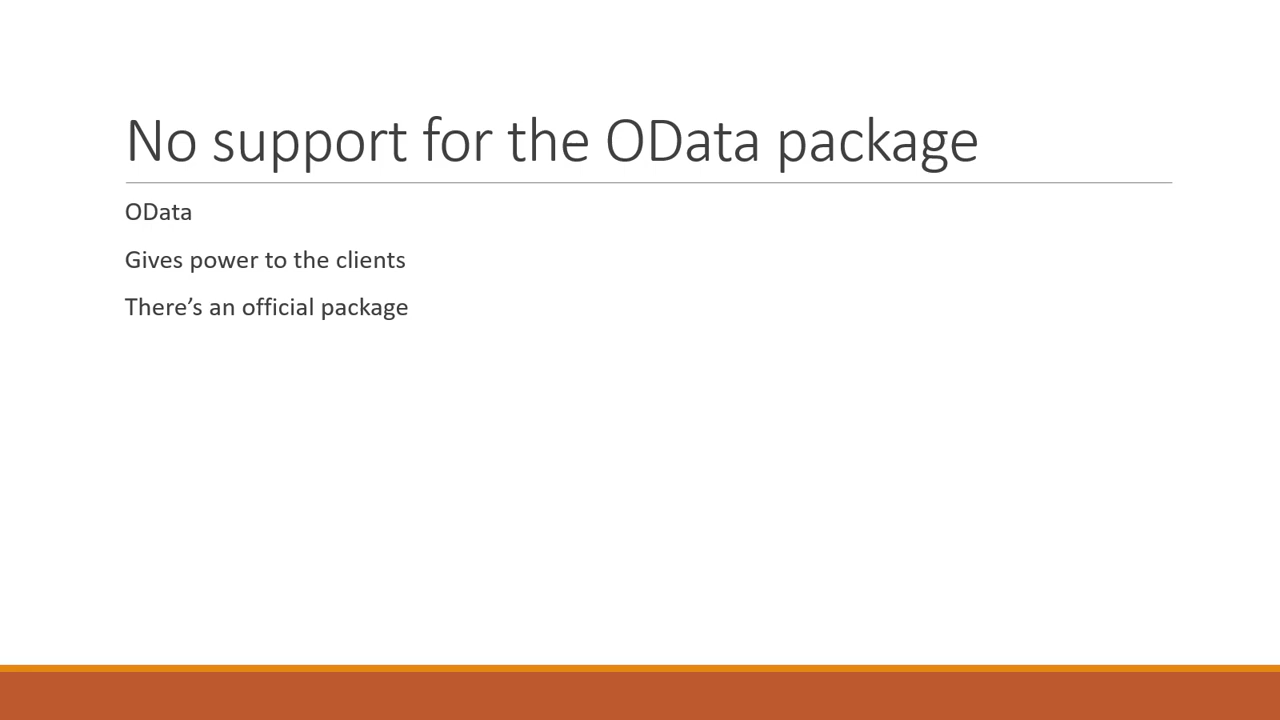 No support for the OData package
OData
Gives power to the clients
There’s an official package